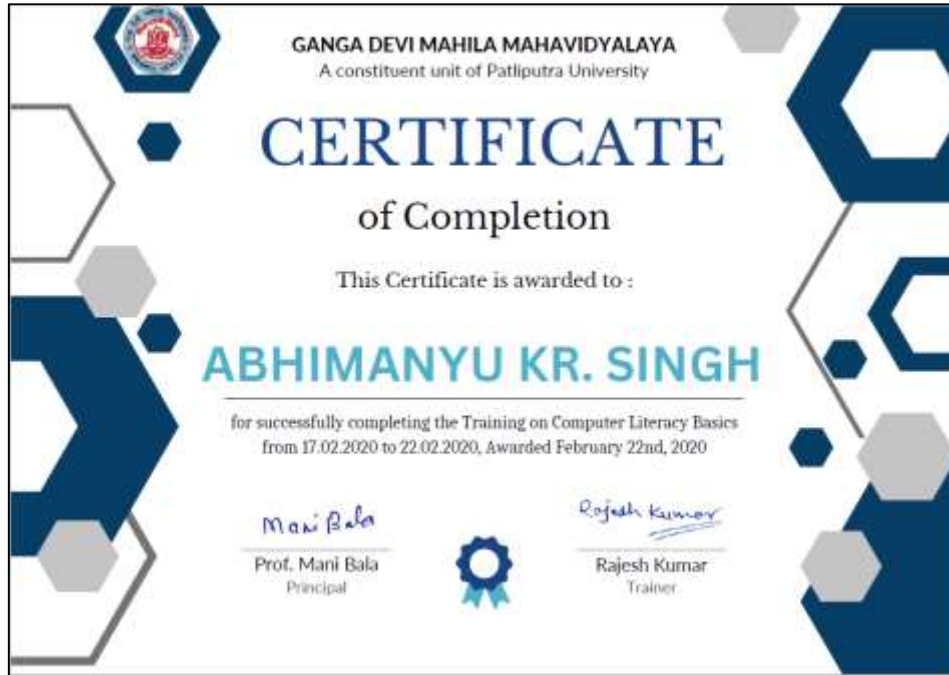 GANGA DEVI MAHILA MAHAVIDYALAYA
A constituent unit of Patliputra University
CERTIFICATE
of Completion
This Certificate is awarded to :
ABHIMANYU KR. SINGH
for successfully completing the Training on Computer Literacy Basics
from 17.02.2020 to 22.02.2020, Awarded February 22nd, 2020
Mani Bala
Rajesh Kumar
Prof. Mani Bala
Rajesh Kumar
Principal
Trainer